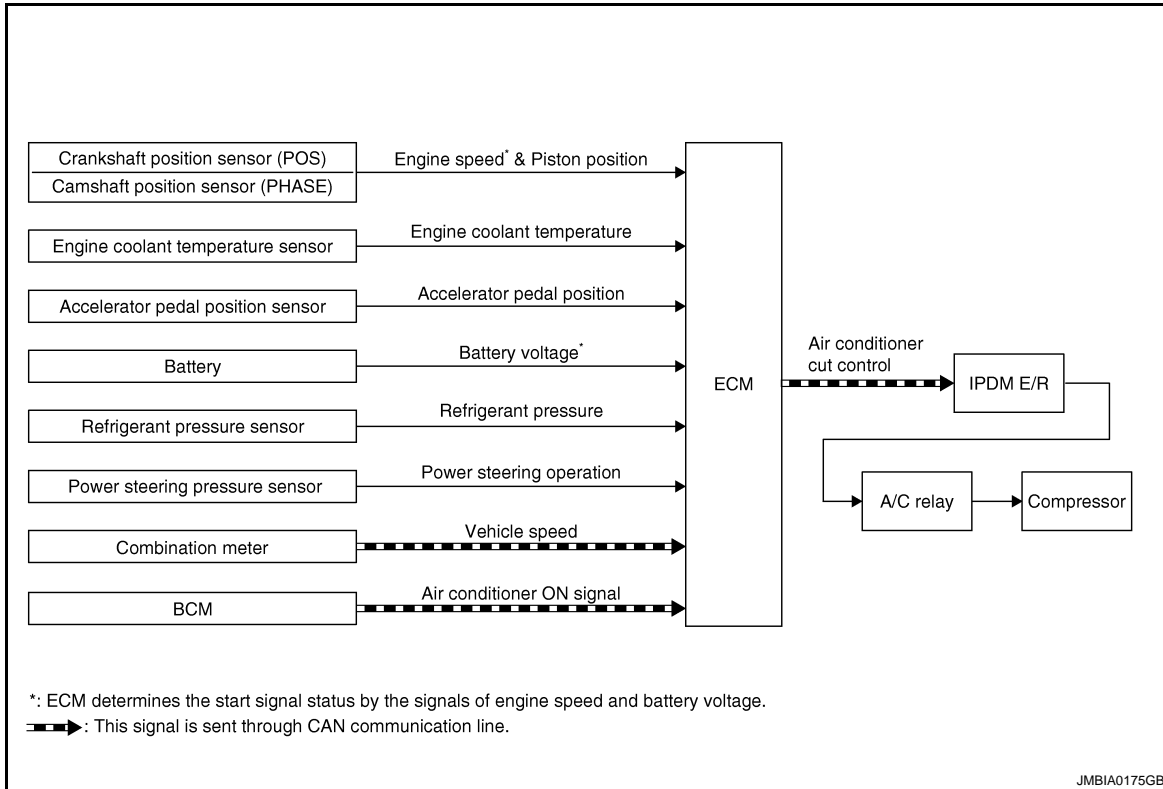 Crankshaft position sensor (POS)
Camshaft position sensor (PHASE)
Engine speed* & Piston position
Engine coolant temperature sensor
Engine coolant temperature
Accelerator pedal position sensor
Accelerator pedal position
Battery
Battery voltage*
Refrigerant pressure sensor
Refrigerant pressure
Power steering pressure sensor
Power steering operation
Combination meter
Vehicle speed
BCM
Air conditioner ON signal
ECM
Air conditioner
cut control
IPDM E/R
A/C relay
Compressor
*: ECM determines the start signal status by the signals of engine speed and battery voltage.
: This signal is sent through CAN communication line.
JMBIA0175GB